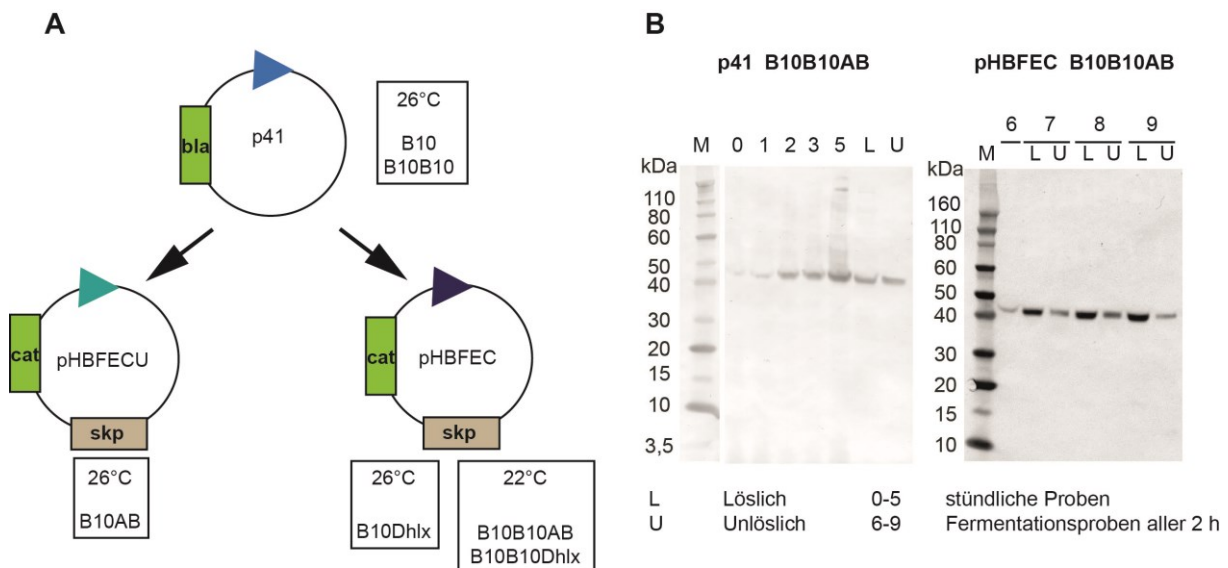 A
p41
bla
26°C
B10
B10B10
pHBFECU
cat
skp
26°C
B10AB
pHBFEC
cat
skp
26°C
B10Dhlx
22°C
B10B10AB
B10B10Dhlx
B
p41 B10B10AB
M 0 1 2 3 5 L U
kDa
110
80
60
50
40
30
20
15
10
3,5
pHBFEC B10B10AB
6 7 8 9
M L U L U L U
kDa
160
110
80
60
50
40
30
20
15
10
L Löslich 0-5 stündliche Proben
U Unlöslich 6-9 Fermentationsproben aller 2 h